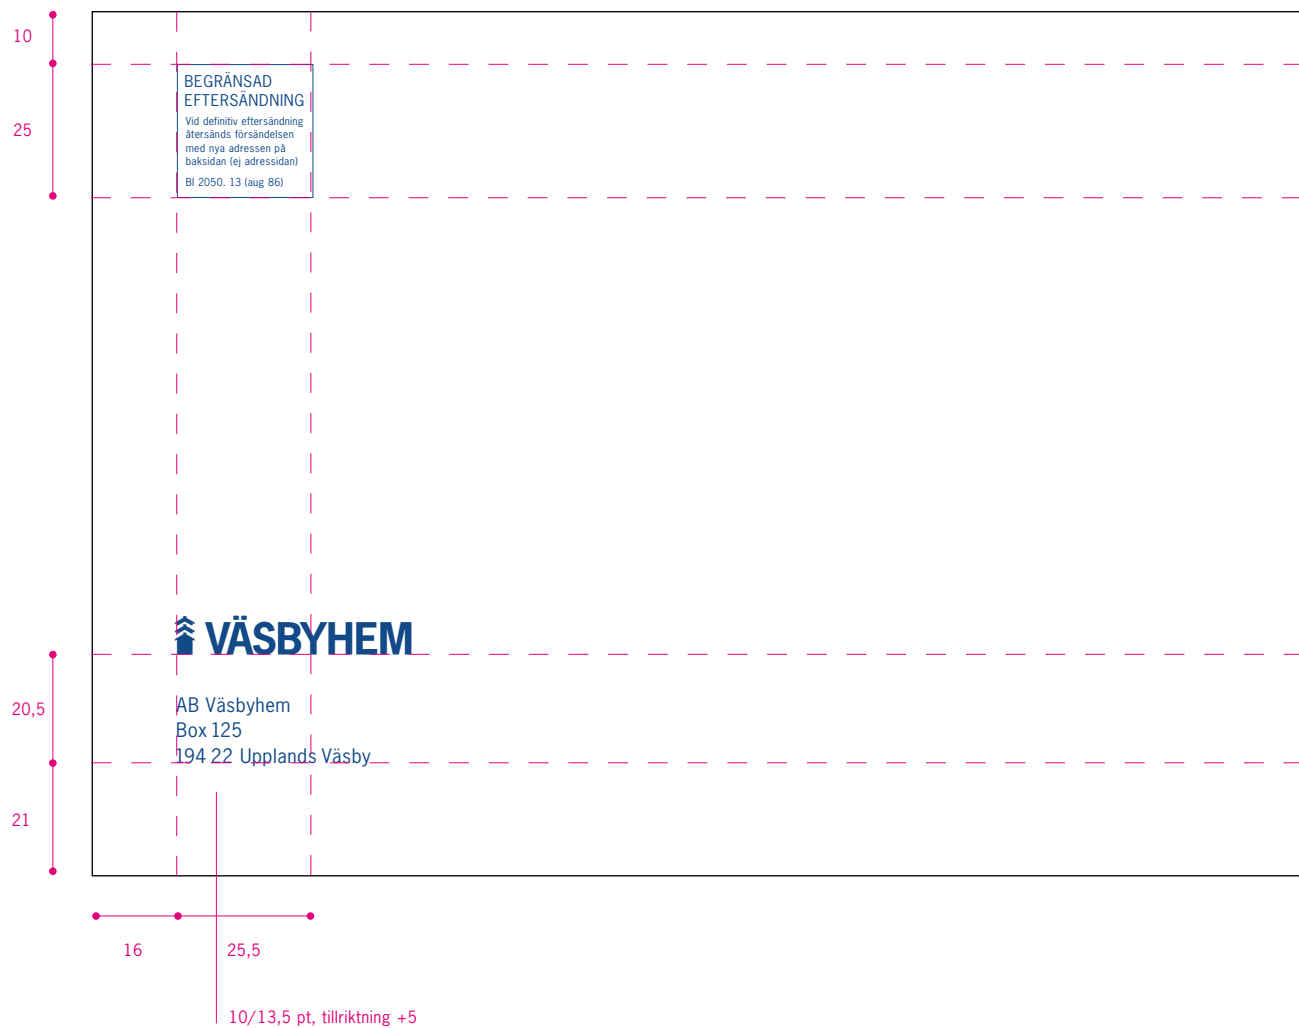 10
25
BEGRÄNSAD
EFTERSÄNDNING
Vid definitiv eftersändning
återsänds försändelsen
med nya adressen på
baksidan (ej adressidan)
BI 2050. 13 (aug 86)
VÄSBYHEM
20,5
AB Väsbyhem
Box 125
194 22 Upplands Väsby
21
16
25,5
10/13,5 pt, tillriktning +5